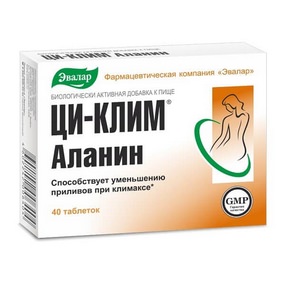 Эвалар
Фармацевтическая компания «Эвалар»
БИОЛОГИЧЕСКИ АКТИВНАЯ ДОБАВКА К ПИЩЕ
ЦИ-КЛИМ®
Аланин
Способствует уменьшению
приливов при климаксе*
40 таблеток
GMP